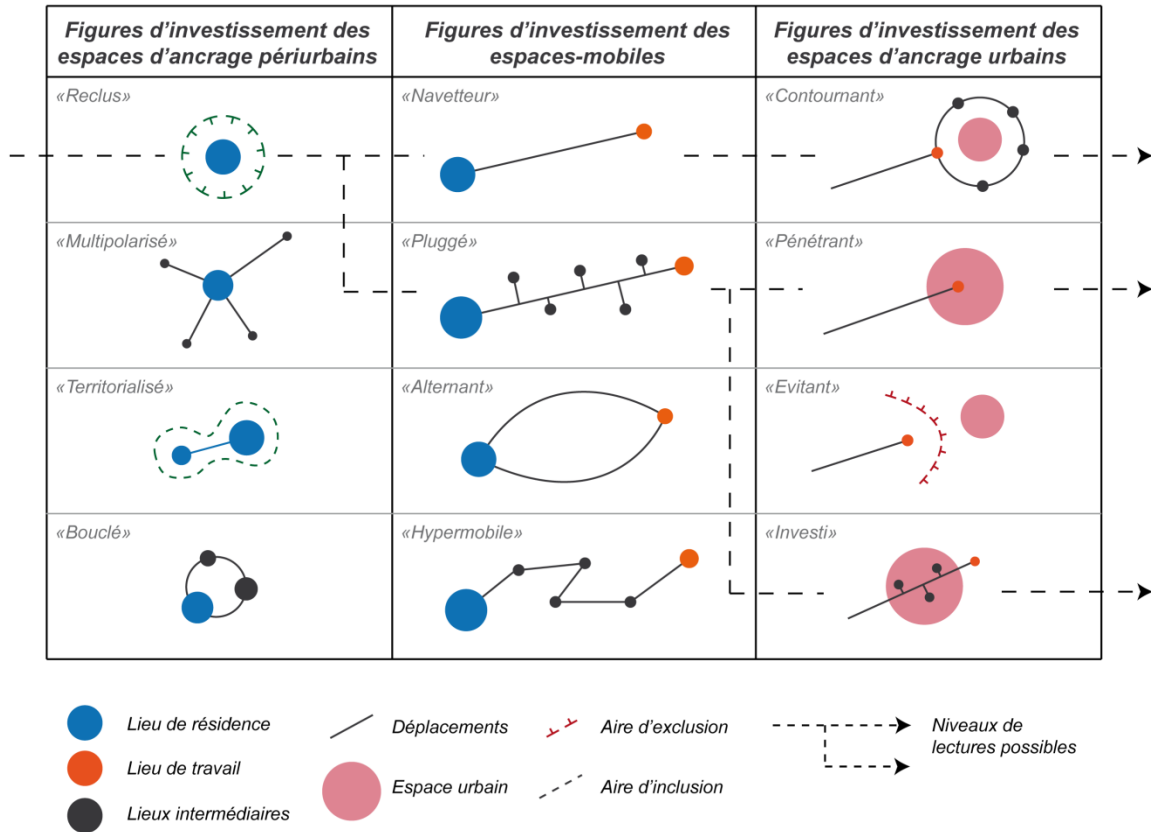 Figures d’investissement des
espaces d’ancrage périurbains
Figures d’investissement des
espaces-mobiles
Figures d’investissement des
espaces d’ancrage urbains
«Reclus»
«Navetteur»
«Contournant»
«Multipolarisé»
«Pluggé»
«Pénétrant»
«Territorialisé»
«Alternant»
«Evitant»
«Bouclé»
«Hypermobile»
«Investi»
Lieu de résidence
Lieu de travail
Lieux intermédiaires
Déplacements
Espace urbain
Aire d’exclusion
Aire d’inclusion
Niveaux de
lectures possibles